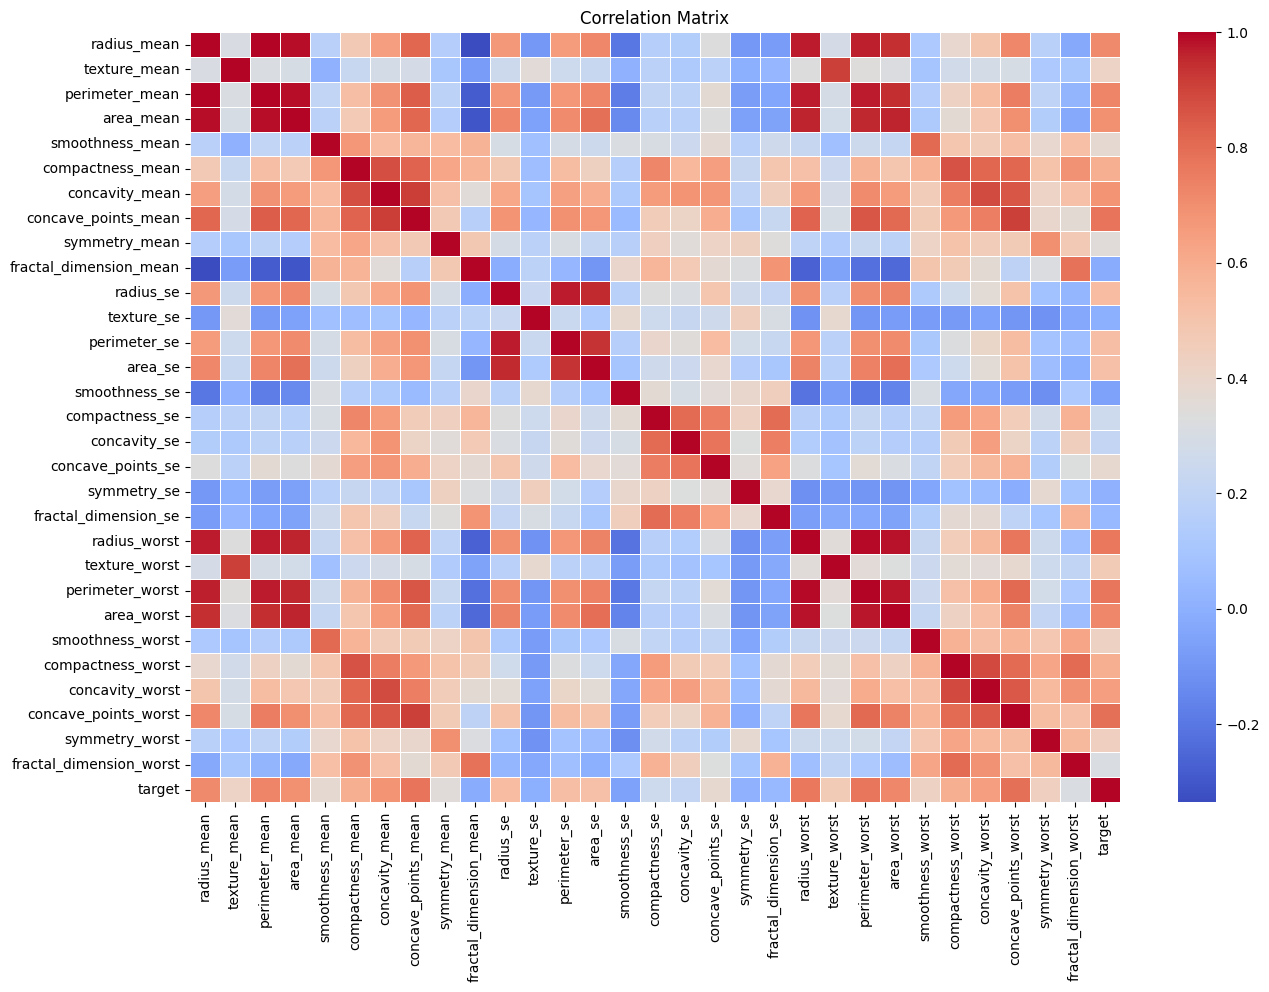 Correlation Matrix
radius_mean
texture_mean
perimeter_mean
area_mean
smoothness_mean
compactness_mean
concavity_mean
concave_points_mean
symmetry_mean
fractal_dimension_mean
radius_se
texture_se
perimeter_se
area_se
smoothness_se
compactness_se
concavity_se
concave_points_se
symmetry_se
fractal_dimension_se
radius_worst
texture_worst
perimeter_worst
area_worst
smoothness_worst
compactness_worst
concavity_worst
concave_points_worst
symmetry_worst
fractal_dimension_worst
target
radius_mean
texture_mean
perimeter_mean
area_mean
smoothness_mean
compactness_mean
concavity_mean
concave_points_mean
symmetry_mean
fractal_dimension_mean
radius_se
texture_se
perimeter_se
area_se
smoothness_se
compactness_se
concavity_se
concave_points_se
symmetry_se
fractal_dimension_se
radius_worst
texture_worst
perimeter_worst
area_worst
smoothness_worst
compactness_worst
concavity_worst
concave_points_worst
symmetry_worst
fractal_dimension_worst
target
1.0
0.8
0.6
0.4
0.2
0.0
−0.2